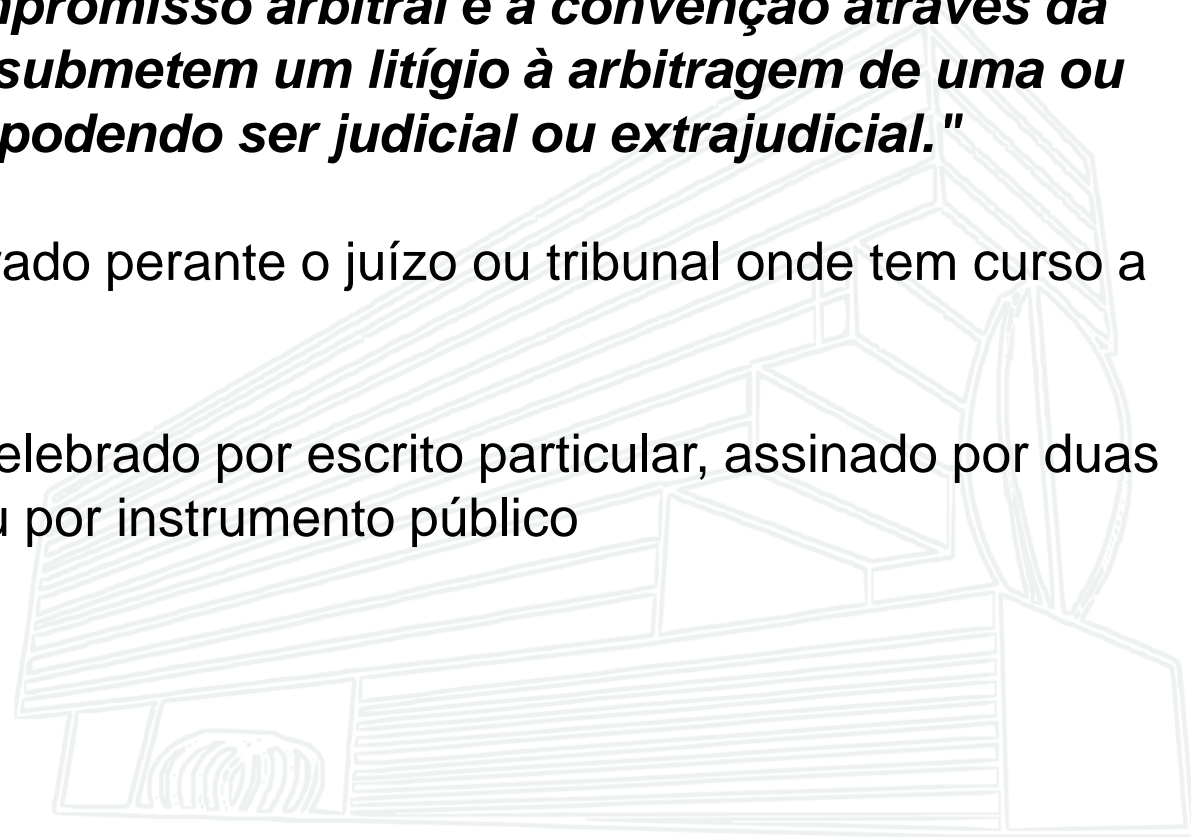 mpromisso arbitral é a convenção através da
submetem um litígio à arbitragem de uma ou
podendo ser judicial ou extrajudicial."
ado perante o juízo ou tribunal onde tem curso a
elebrado por escrito particular, assinado por duas
u por instrumento público